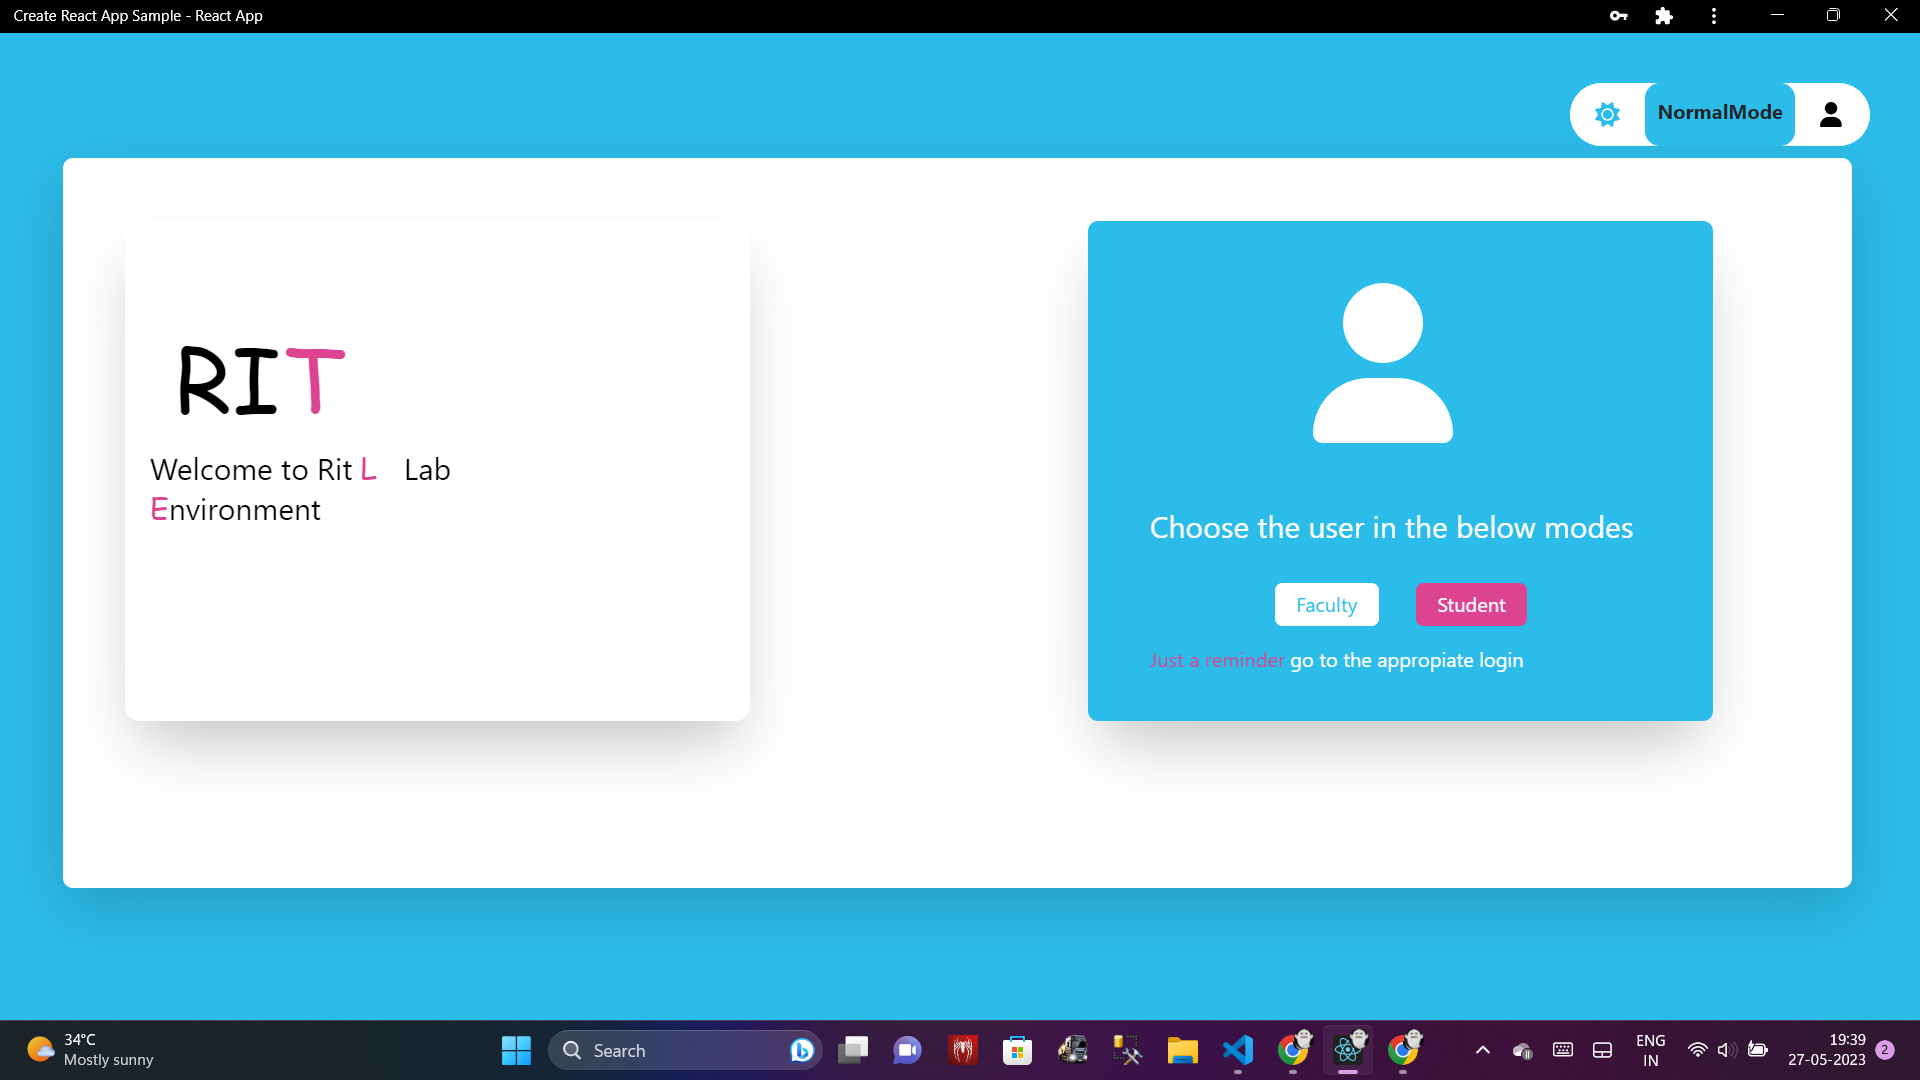 Create React App Sample - React App
NormalMode
RIT
Welcome to Rit L Lab
Environment
Choose the user in the below modes
Faculty
Student
Just a reminder go to the appropiate login
34°C
Mostly sunny
Search
ENG
IN
19:39
27-05-2023
2